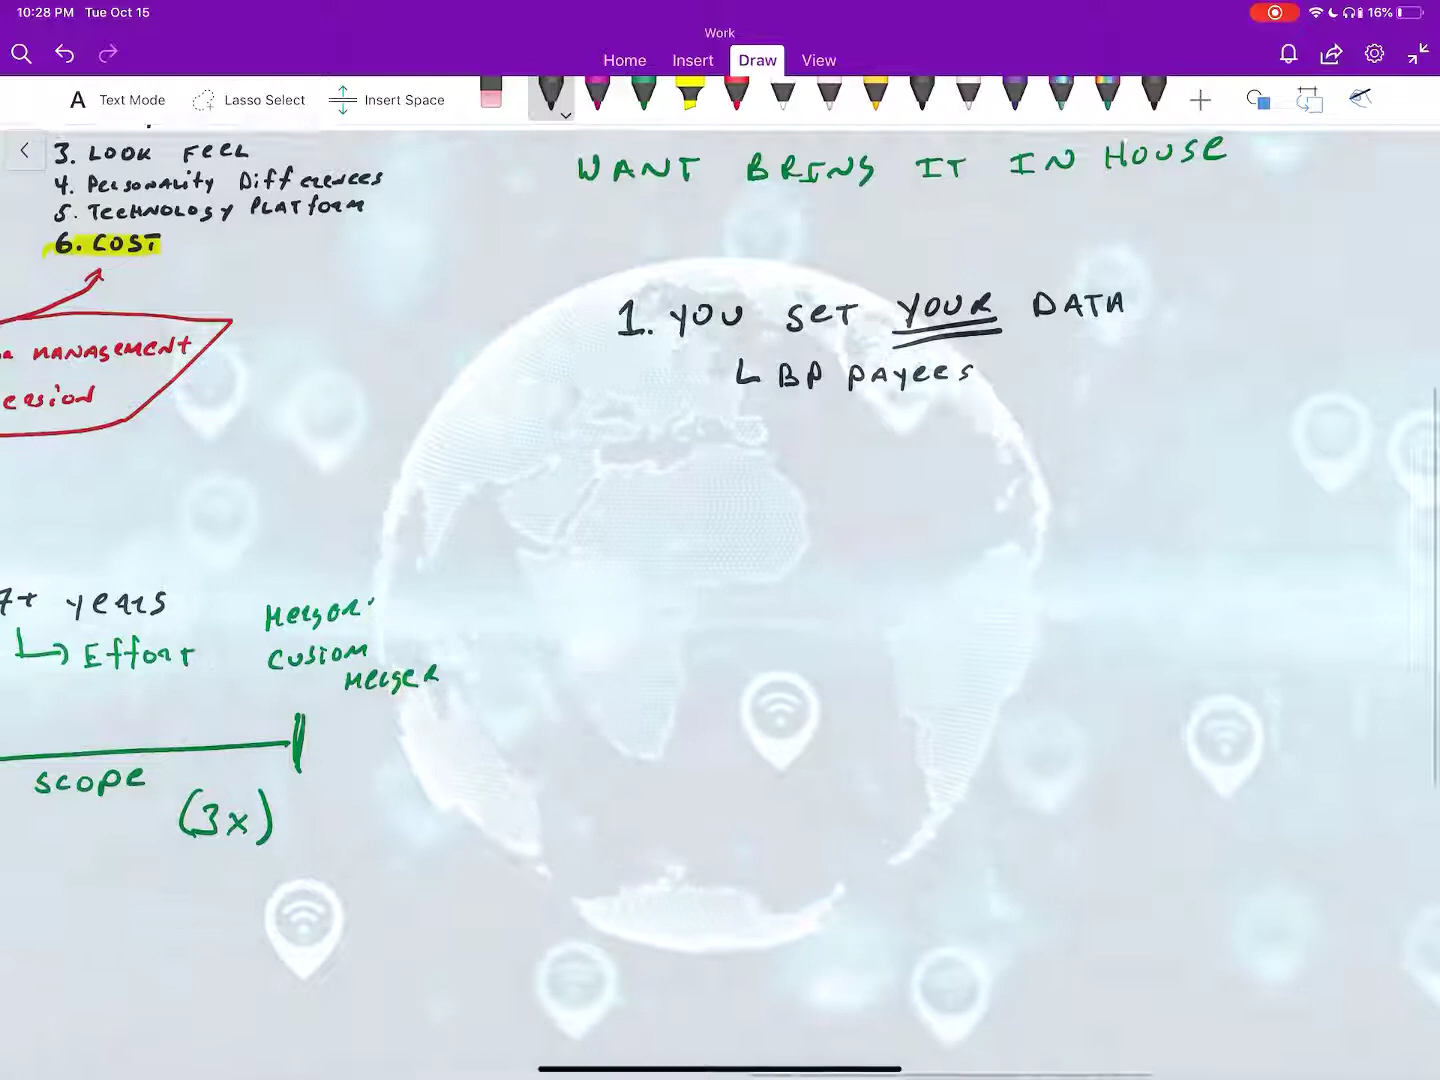 10:28 PM Tue Oct 15
16%
Work
Home Insert Draw View
A Text Mode Lasso Select Insert Space
3. LOOK FEEL
4. Personality Differences
5. TECHNOLOGY PLATFORM
6. COST
MANAGEMENT
7+ years
Effort
Mergor
Custom
Merger
scope
(3x)
WANT BRING IT IN HOUSE
1. YOU GET YOUR DATA
BP payees